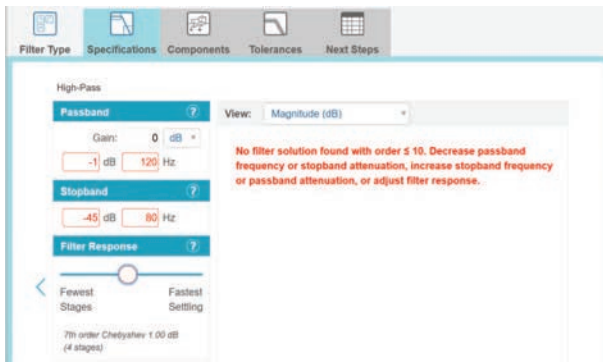 Filter Type Specifications Components Tolerances Next Steps
High-Pass
Passband ?
View: Magnitude (dB)
Gain: 0 dB
-1 dB 120 Hz
No filter solution found with order ≤ 10. Decrease passband
frequency or stopband attenuation, increase stopband frequency
or passband attenuation, or adjust filter response.
Stopband ?
-45 dB 80 Hz
Filter Response ?
Fewest Fastest
Stages Settling
7th order Chebyshev 1.00 dB
(4 stages)